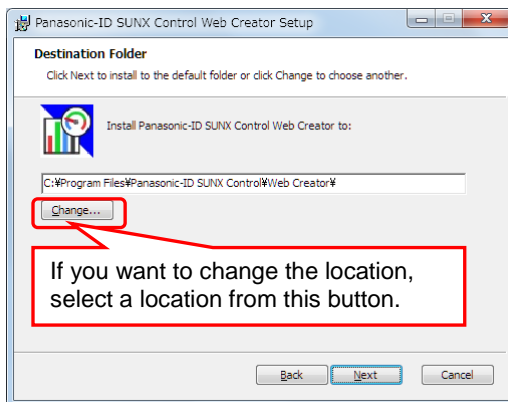 Panasonic-ID SUNX Control Web Creator Setup
Destination Folder
Click Next to install to the default folder or click Change to choose another.
Install Panasonic-ID SUNX Control Web Creator to:
C:¥Program Files¥Panasonic-ID SUNX Control¥Web Creator¥
Change...
If you want to change the location,
select a location from this button.
Back Next Cancel